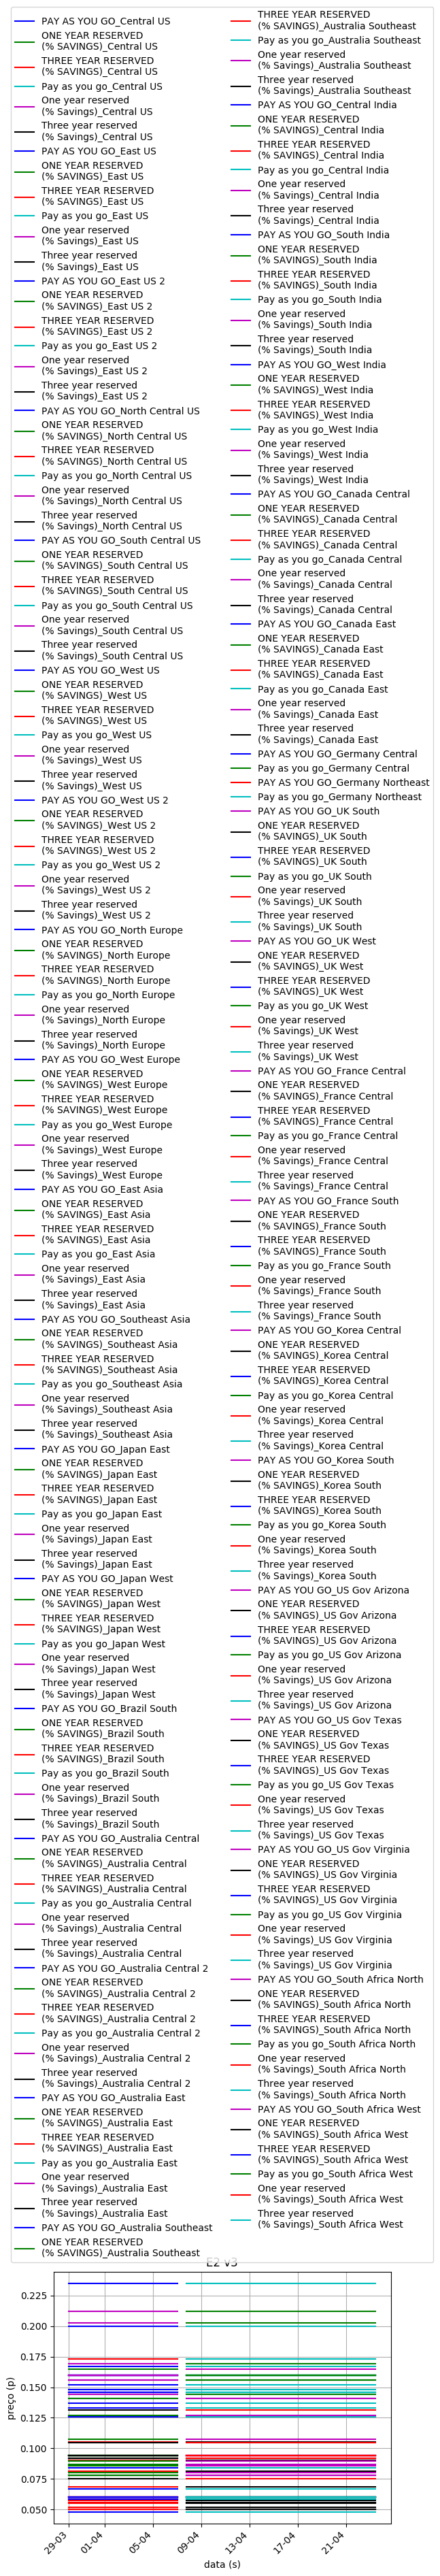 PAY AS YOU GO_Central US
ONE YEAR RESERVED
(% SAVINGS)_Central US
THREE YEAR RESERVED
(% SAVINGS)_Central US
Pay as you go_Central US
One year reserved
(% Savings)_Central US
Three year reserved
(% Savings)_Central US
PAY AS YOU GO_East US
ONE YEAR RESERVED
(% SAVINGS)_East US
THREE YEAR RESERVED
(% SAVINGS)_East US
Pay as you go_East US
One year reserved
(% Savings)_East US
Three year reserved
(% Savings)_East US
PAY AS YOU GO_East US 2
ONE YEAR RESERVED
(% SAVINGS)_East US 2
THREE YEAR RESERVED
(% SAVINGS)_East US 2
Pay as you go_East US 2
One year reserved
(% Savings)_East US 2
Three year reserved
(% Savings)_East US 2
PAY AS YOU GO_North Central US
ONE YEAR RESERVED
(% SAVINGS)_North Central US
THREE YEAR RESERVED
(% SAVINGS)_North Central US
Pay as you go_North Central US
One year reserved
(% Savings)_North Central US
Three year reserved
(% Savings)_North Central US
PAY AS YOU GO_South Central US
ONE YEAR RESERVED
(% SAVINGS)_South Central US
THREE YEAR RESERVED
(% SAVINGS)_South Central US
Pay as you go_South Central US
One year reserved
(% Savings)_South Central US
Three year reserved
(% Savings)_South Central US
PAY AS YOU GO_West US
ONE YEAR RESERVED
(% SAVINGS)_West US
THREE YEAR RESERVED
(% SAVINGS)_West US
Pay as you go_West US
One year reserved
(% Savings)_West US
Three year reserved
(% Savings)_West US
PAY AS YOU GO_West US 2
ONE YEAR RESERVED
(% SAVINGS)_West US 2
THREE YEAR RESERVED
(% SAVINGS)_West US 2
Pay as you go_West US 2
One year reserved
(% Savings)_West US 2
Three year reserved
(% Savings)_West US 2
PAY AS YOU GO_North Europe
ONE YEAR RESERVED
(% SAVINGS)_North Europe
THREE YEAR RESERVED
(% SAVINGS)_North Europe
Pay as you go_North Europe
One year reserved
(% Savings)_North Europe
Three year reserved
(% Savings)_North Europe
PAY AS YOU GO_West Europe
ONE YEAR RESERVED
(% SAVINGS)_West Europe
THREE YEAR RESERVED
(% SAVINGS)_West Europe
Pay as you go_West Europe
One year reserved
(% Savings)_West Europe
Three year reserved
(% Savings)_West Europe
PAY AS YOU GO_East Asia
ONE YEAR RESERVED
(% SAVINGS)_East Asia
THREE YEAR RESERVED
(% SAVINGS)_East Asia
Pay as you go_East Asia
One year reserved
(% Savings)_East Asia
Three year reserved
(% Savings)_East Asia
PAY AS YOU GO_Southeast Asia
ONE YEAR RESERVED
(% SAVINGS)_Southeast Asia
THREE YEAR RESERVED
(% SAVINGS)_Southeast Asia
Pay as you go_Southeast Asia
One year reserved
(% Savings)_Southeast Asia
Three year reserved
(% Savings)_Southeast Asia
PAY AS YOU GO_Japan East
ONE YEAR RESERVED
(% SAVINGS)_Japan East
THREE YEAR RESERVED
(% SAVINGS)_Japan East
Pay as you go_Japan East
One year reserved
(% Savings)_Japan East
Three year reserved
(% Savings)_Japan East
PAY AS YOU GO_Japan West
ONE YEAR RESERVED
(% SAVINGS)_Japan West
THREE YEAR RESERVED
(% SAVINGS)_Japan West
Pay as you go_Japan West
One year reserved
(% Savings)_Japan West
Three year reserved
(% Savings)_Japan West
PAY AS YOU GO_Brazil South
ONE YEAR RESERVED
(% SAVINGS)_Brazil South
THREE YEAR RESERVED
(% SAVINGS)_Brazil South
Pay as you go_Brazil South
One year reserved
(% Savings)_Brazil South
Three year reserved
(% Savings)_Brazil South
PAY AS YOU GO_Australia Central
ONE YEAR RESERVED
(% SAVINGS)_Australia Central
THREE YEAR RESERVED
(% SAVINGS)_Australia Central
Pay as you go_Australia Central
One year reserved
(% Savings)_Australia Central
Three year reserved
(% Savings)_Australia Central
PAY AS YOU GO_Australia Central 2
ONE YEAR RESERVED
(% SAVINGS)_Australia Central 2
THREE YEAR RESERVED
(% SAVINGS)_Australia Central 2
Pay as you go_Australia Central 2
One year reserved
(% Savings)_Australia Central 2
Three year reserved
(% Savings)_Australia Central 2
PAY AS YOU GO_Australia East
ONE YEAR RESERVED
(% SAVINGS)_Australia East
THREE YEAR RESERVED
(% SAVINGS)_Australia East
Pay as you go_Australia East
One year reserved
(% Savings)_Australia East
Three year reserved
(% Savings)_Australia East
PAY AS YOU GO_Australia Southeast
ONE YEAR RESERVED
(% SAVINGS)_Australia Southeast
THREE YEAR RESERVED
(% SAVINGS)_Australia Southeast
Pay as you go_Australia Southeast
One year reserved
(% Savings)_Australia Southeast
Three year reserved
(% Savings)_Australia Southeast
PAY AS YOU GO_Central India
ONE YEAR RESERVED
(% SAVINGS)_Central India
THREE YEAR RESERVED
(% SAVINGS)_Central India
Pay as you go_Central India
One year reserved
(% Savings)_Central India
Three year reserved
(% Savings)_Central India
PAY AS YOU GO_South India
ONE YEAR RESERVED
(% SAVINGS)_South India
THREE YEAR RESERVED
(% SAVINGS)_South India
Pay as you go_South India
One year reserved
(% Savings)_South India
Three year reserved
(% Savings)_South India
PAY AS YOU GO_West India
ONE YEAR RESERVED
(% SAVINGS)_West India
THREE YEAR RESERVED
(% SAVINGS)_West India
Pay as you go_West India
One year reserved
(% Savings)_West India
Three year reserved
(% Savings)_West India
PAY AS YOU GO_Canada Central
ONE YEAR RESERVED
(% SAVINGS)_Canada Central
THREE YEAR RESERVED
(% SAVINGS)_Canada Central
Pay as you go_Canada Central
One year reserved
(% Savings)_Canada Central
Three year reserved
(% Savings)_Canada Central
PAY AS YOU GO_Canada East
ONE YEAR RESERVED
(% SAVINGS)_Canada East
THREE YEAR RESERVED
(% SAVINGS)_Canada East
Pay as you go_Canada East
One year reserved
(% Savings)_Canada East
Three year reserved
(% Savings)_Canada East
PAY AS YOU GO_Germany Central
Pay as you go_Germany Central
PAY AS YOU GO_Germany Northeast
Pay as you go_Germany Northeast
PAY AS YOU GO_UK South
ONE YEAR RESERVED
(% SAVINGS)_UK South
THREE YEAR RESERVED
(% SAVINGS)_UK South
Pay as you go_UK South
One year reserved
(% Savings)_UK South
Three year reserved
(% Savings)_UK South
PAY AS YOU GO_UK West
ONE YEAR RESERVED
(% SAVINGS)_UK West
THREE YEAR RESERVED
(% SAVINGS)_UK West
Pay as you go_UK West
One year reserved
(% Savings)_UK West
Three year reserved
(% Savings)_UK West
PAY AS YOU GO_France Central
ONE YEAR RESERVED
(% SAVINGS)_France Central
THREE YEAR RESERVED
(% SAVINGS)_France Central
Pay as you go_France Central
One year reserved
(% Savings)_France Central
Three year reserved
(% Savings)_France Central
PAY AS YOU GO_France South
ONE YEAR RESERVED
(% SAVINGS)_France South
THREE YEAR RESERVED
(% SAVINGS)_France South
Pay as you go_France South
One year reserved
(% Savings)_France South
Three year reserved
(% Savings)_France South
PAY AS YOU GO_Korea Central
ONE YEAR RESERVED
(% SAVINGS)_Korea Central
THREE YEAR RESERVED
(% SAVINGS)_Korea Central
Pay as you go_Korea Central
One year reserved
(% Savings)_Korea Central
Three year reserved
(% Savings)_Korea Central
PAY AS YOU GO_Korea South
ONE YEAR RESERVED
(% SAVINGS)_Korea South
THREE YEAR RESERVED
(% SAVINGS)_Korea South
Pay as you go_Korea South
One year reserved
(% Savings)_Korea South
Three year reserved
(% Savings)_Korea South
PAY AS YOU GO_US Gov Arizona
ONE YEAR RESERVED
(% SAVINGS)_US Gov Arizona
THREE YEAR RESERVED
(% SAVINGS)_US Gov Arizona
Pay as you go_US Gov Arizona
One year reserved
(% Savings)_US Gov Arizona
Three year reserved
(% Savings)_US Gov Arizona
PAY AS YOU GO_US Gov Texas
ONE YEAR RESERVED
(% SAVINGS)_US Gov Texas
THREE YEAR RESERVED
(% SAVINGS)_US Gov Texas
Pay as you go_US Gov Texas
One year reserved
(% Savings)_US Gov Texas
Three year reserved
(% Savings)_US Gov Texas
PAY AS YOU GO_US Gov Virginia
ONE YEAR RESERVED
(% SAVINGS)_US Gov Virginia
THREE YEAR RESERVED
(% SAVINGS)_US Gov Virginia
Pay as you go_US Gov Virginia
One year reserved
(% Savings)_US Gov Virginia
Three year reserved
(% Savings)_US Gov Virginia
PAY AS YOU GO_South Africa North
ONE YEAR RESERVED
(% SAVINGS)_South Africa North
THREE YEAR RESERVED
(% SAVINGS)_South Africa North
Pay as you go_South Africa North
One year reserved
(% Savings)_South Africa North
Three year reserved
(% Savings)_South Africa North
PAY AS YOU GO_South Africa West
ONE YEAR RESERVED
(% SAVINGS)_South Africa West
THREE YEAR RESERVED
(% SAVINGS)_South Africa West
Pay as you go_South Africa West
One year reserved
(% Savings)_South Africa West
Three year reserved
(% Savings)_South Africa West
E2 v3
0.225
0.200
0.175
0.150
0.125
0.100
0.075
0.050
preço (p)
29-03
01-04
05-04
09-04
13-04
17-04
21-04
data (s)